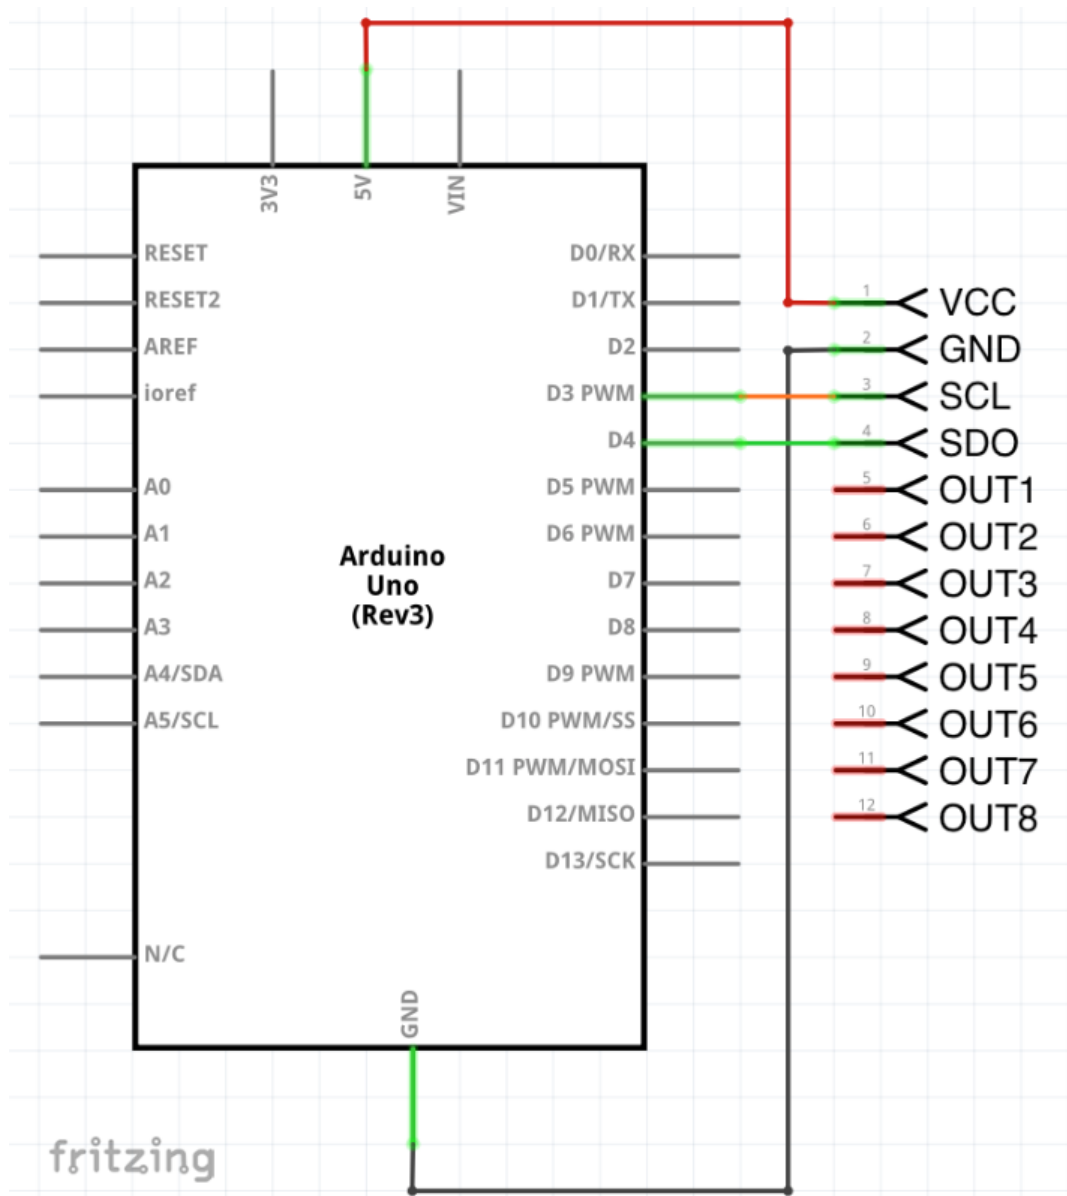 3V3
5V
VIN
RESET
RESET2
AREF
ioref
A0
A1
A2
A3
A4/SDA
A5/SCL
N/C
Arduino
Uno
(Rev3)
D0/RX
D1/TX
D2
D3 PWM
D4
D5 PWM
D6 PWM
D7
D8
D9 PWM
D10 PWM/SS
D11 PWM/MOSI
D12/MISO
D13/SCK
GND
1 VCC
2 GND
3 SCL
4 SDO
5 OUT1
6 OUT2
7 OUT3
8 OUT4
9 OUT5
10 OUT6
11 OUT7
12 OUT8
fritzing